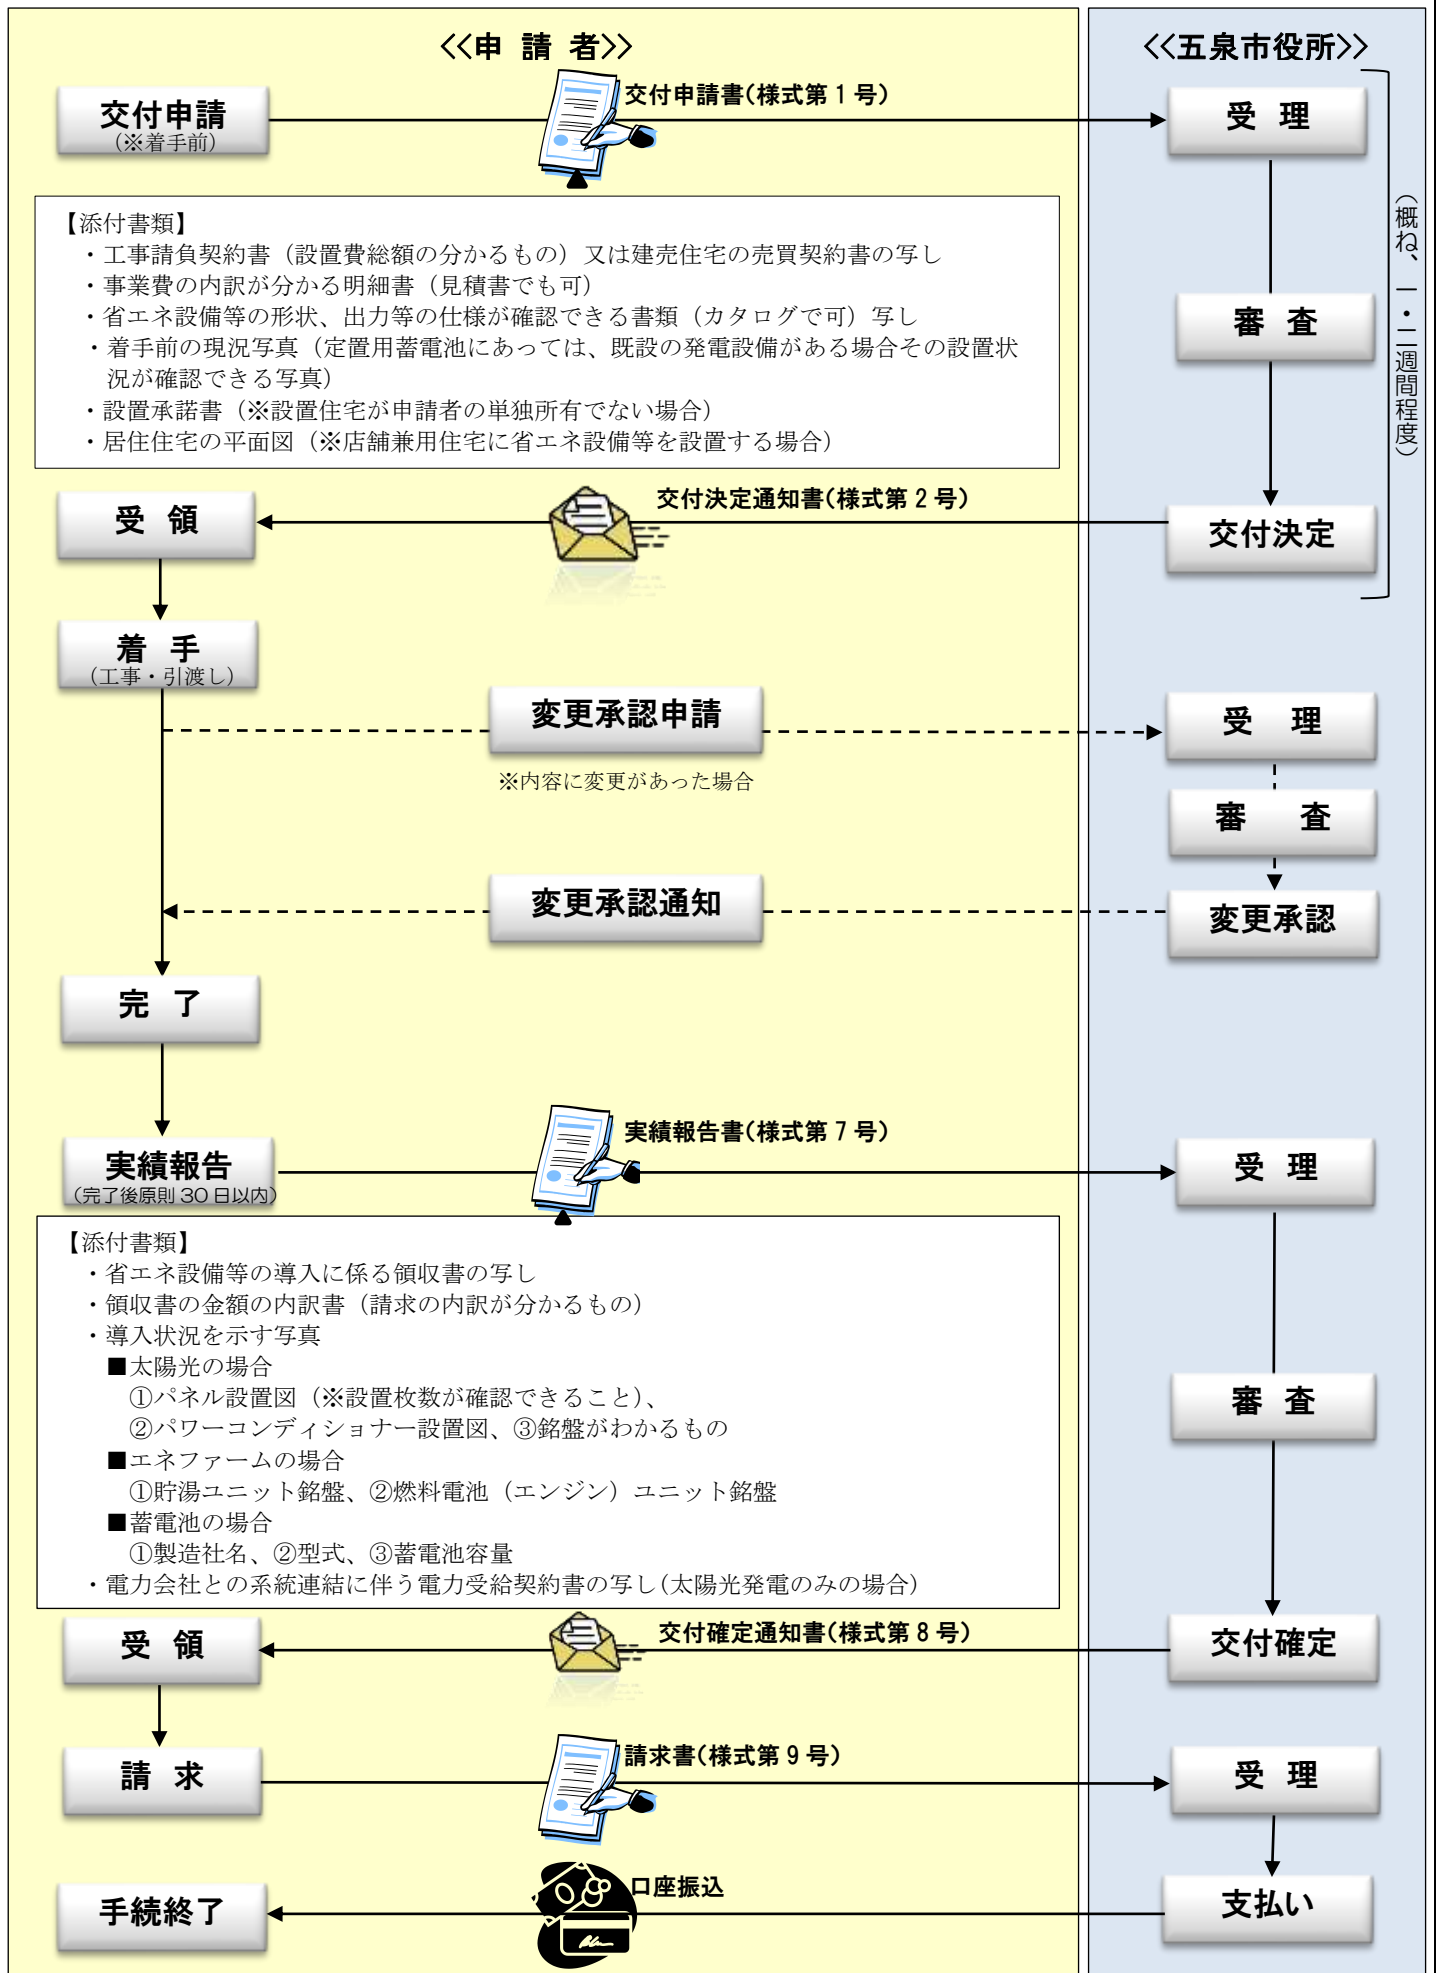 <<申 請 者>>
<<五泉市役所>>
交付申請
（※着手前）
交付申請書（様式第１号）
受 理
（概ね、一・二週間程度）
【添付書類】
・工事請負契約書（設置費総額の分かるもの）又は建売住宅の売買契約書の写し
・事業費の内訳が分かる明細書（見積書でも可）
・省エネ設備等の形状、出力等の仕様が確認できる書類（カタログで可）写し
・着手前の現況写真（定置用蓄電池にあっては、既設の発電設備がある場合その設置状
況が確認できる写真）
・設置承諾書（※設置住宅が申請者の単独所有でない場合）
・居住住宅の平面図（※店舗兼用住宅に省エネ設備等を設置する場合）
審 査
受 領
交付決定通知書（様式第２号）
交付決定
着 手
（工事・引渡し）
変更承認申請
※内容に変更があった場合
受 理
審 査
変更承認通知
変更承認
完 了
実績報告
（完了後原則30日以内）
実績報告書（様式第７号）
受 理
【添付書類】
・省エネ設備等の導入に係る領収書の写し
・領収書の金額の内訳書（請求の内訳が分かるもの）
・導入状況を示す写真
■太陽光の場合
①パネル設置図（※設置枚数が確認できること）、
②パワーコンディショナー設置図、③銘盤がわかるもの
■エネファームの場合
①貯湯ユニット銘盤、②燃料電池（エンジン）ユニット銘盤
■蓄電池の場合
①製造社名、②型式、③蓄電池容量
・電力会社との系統連結に伴う電力受給契約書の写し（太陽光発電のみの場合）
審 査
受 領
交付確定通知書（様式第８号）
交付確定
請 求
請求書（様式第９号）
受 理
手続終了
口座振込
支払い